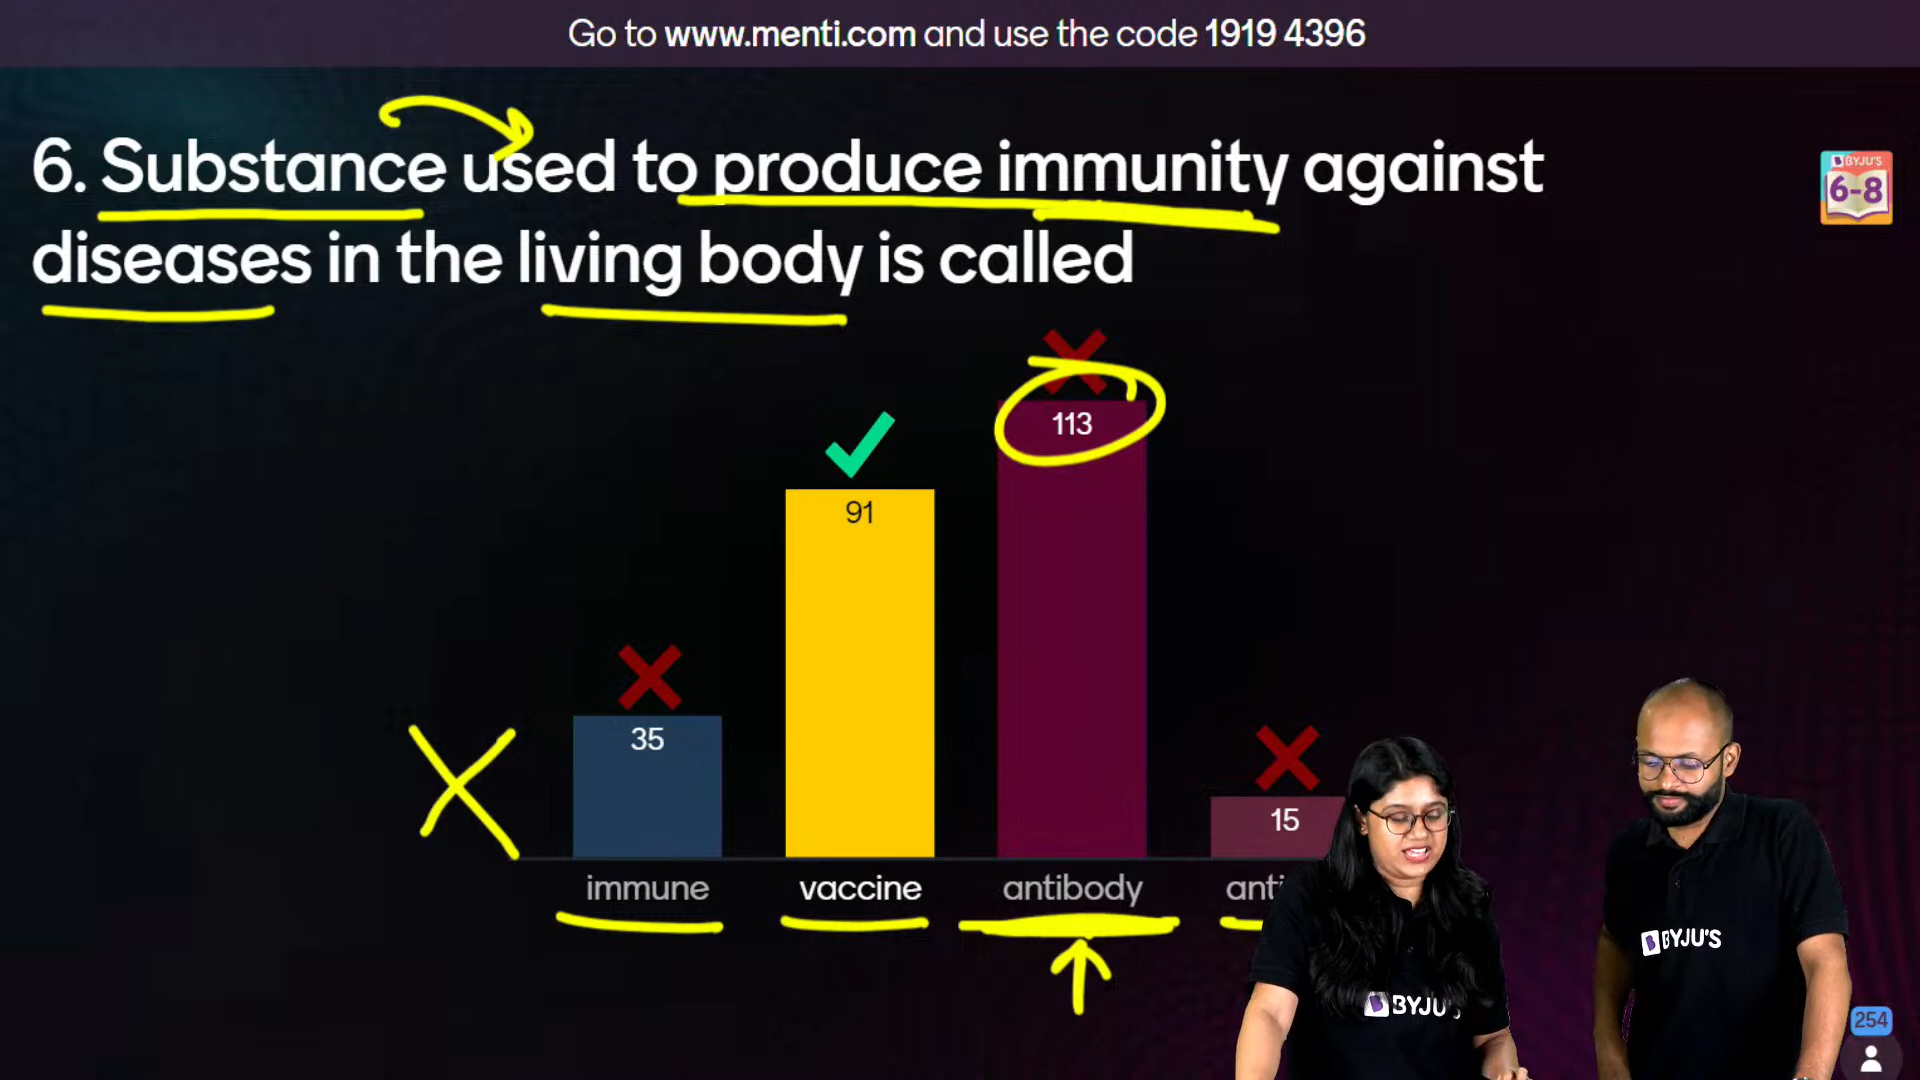 Go to www.menti.com and use the code 1919 4396
6. Substance used to produce immunity against
diseases in the living body is called
BYJU'S
6-8
113
91
35
15
immune
vaccine
antibody
BYJU'S
BYJU'S
254